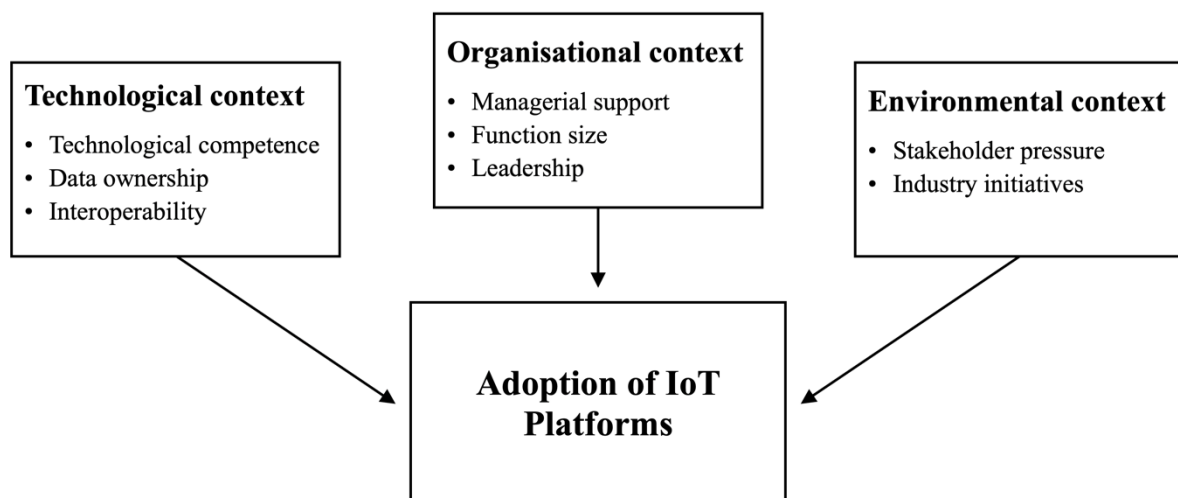 Technological context
• Technological competence
• Data ownership
• Interoperability
Organisational context
• Managerial support
• Function size
• Leadership
Environmental context
• Stakeholder pressure
• Industry initiatives
Adoption of IoT
Platforms